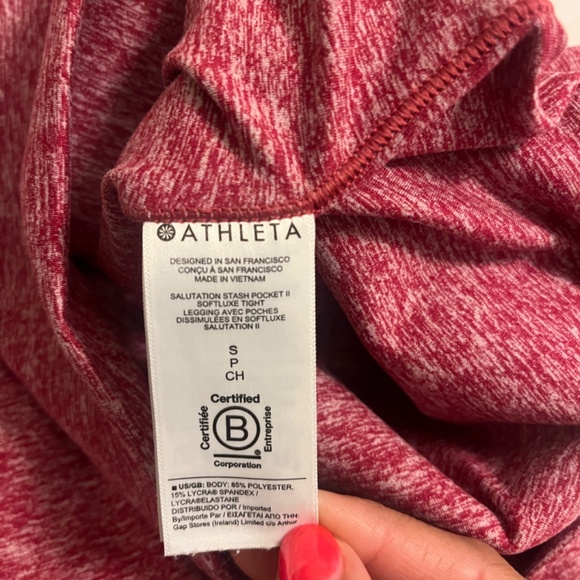 ATHLETA
DESIGNED IN SAN FRANCISCO
CONÇU À SAN FRANCISCO
MADE IN VIETNAM
SALUTATION STASH POCKET II
SOFTLUXE TIGHT
LEGGING AVEC POCHES
DISSIMULÉES EN SOFTLUXE
SALUTATION II
S
P
CH
Certified
Certifiée
B
Entreprise
Corporation
US/GB: BODY: 85% POLYESTER,
15% LYCRA® SPANDEX /
LYCRA®ELASTANE
DISTRIBUIDO POR / Imported
By/Importe Par / ΕΙΣΑΓΕΤΑΙ ΑΠΟ ΤΗΝ
Gap Stores (Ireland) Limited c/o Arthur